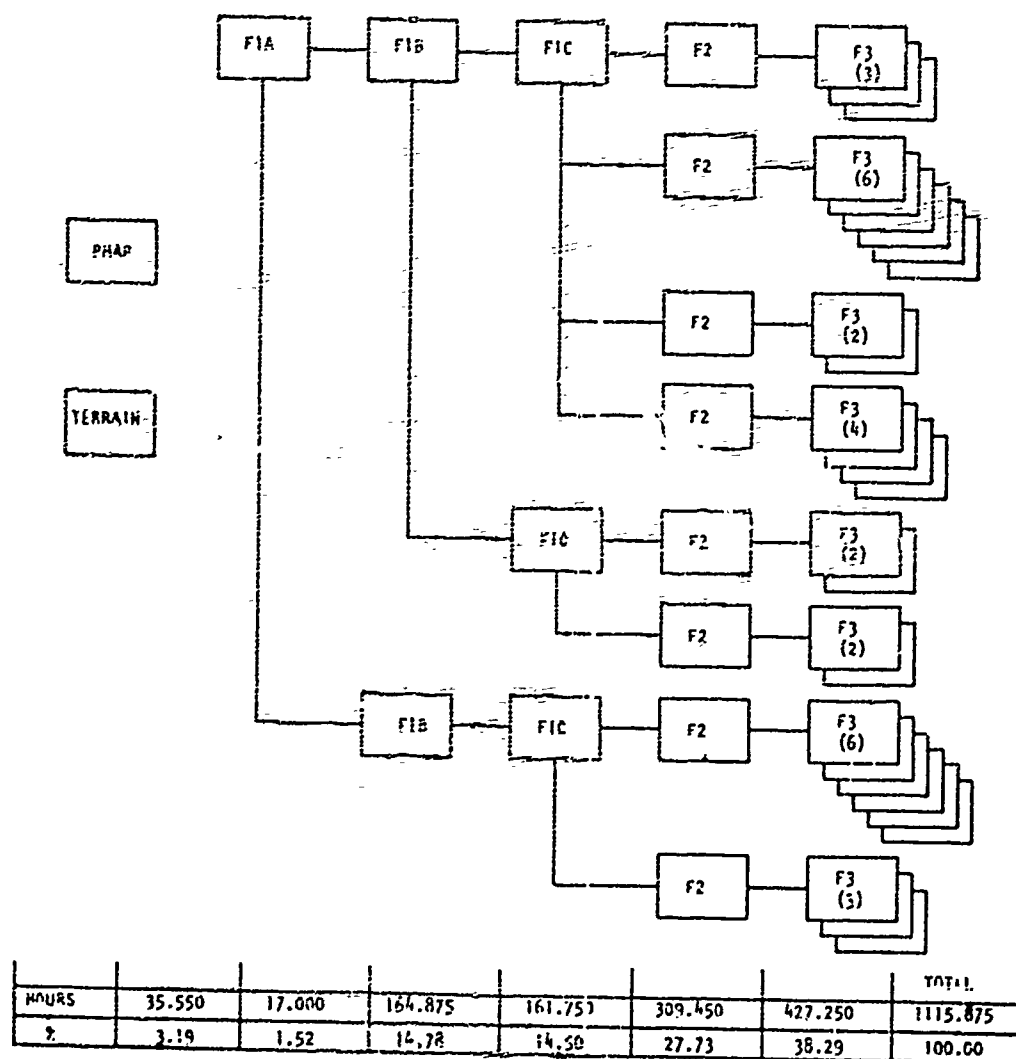 F1A F1B F1C F2 F3
(3)
F2 F3
(6)
PHAP
F2 F3
(2)
TERRAIN
F2 F3
(4)
F1C F2 F3
(2)
F2 F3
(2)
F1B F1C F2 F3
(6)
F2 F3
(3)
TOTAL
HOURS 35.550 17.000 164.875 161.750 309.450 427.250 1115.875
% 3.19 1.52 14.78 14.50 27.73 38.29 100.00